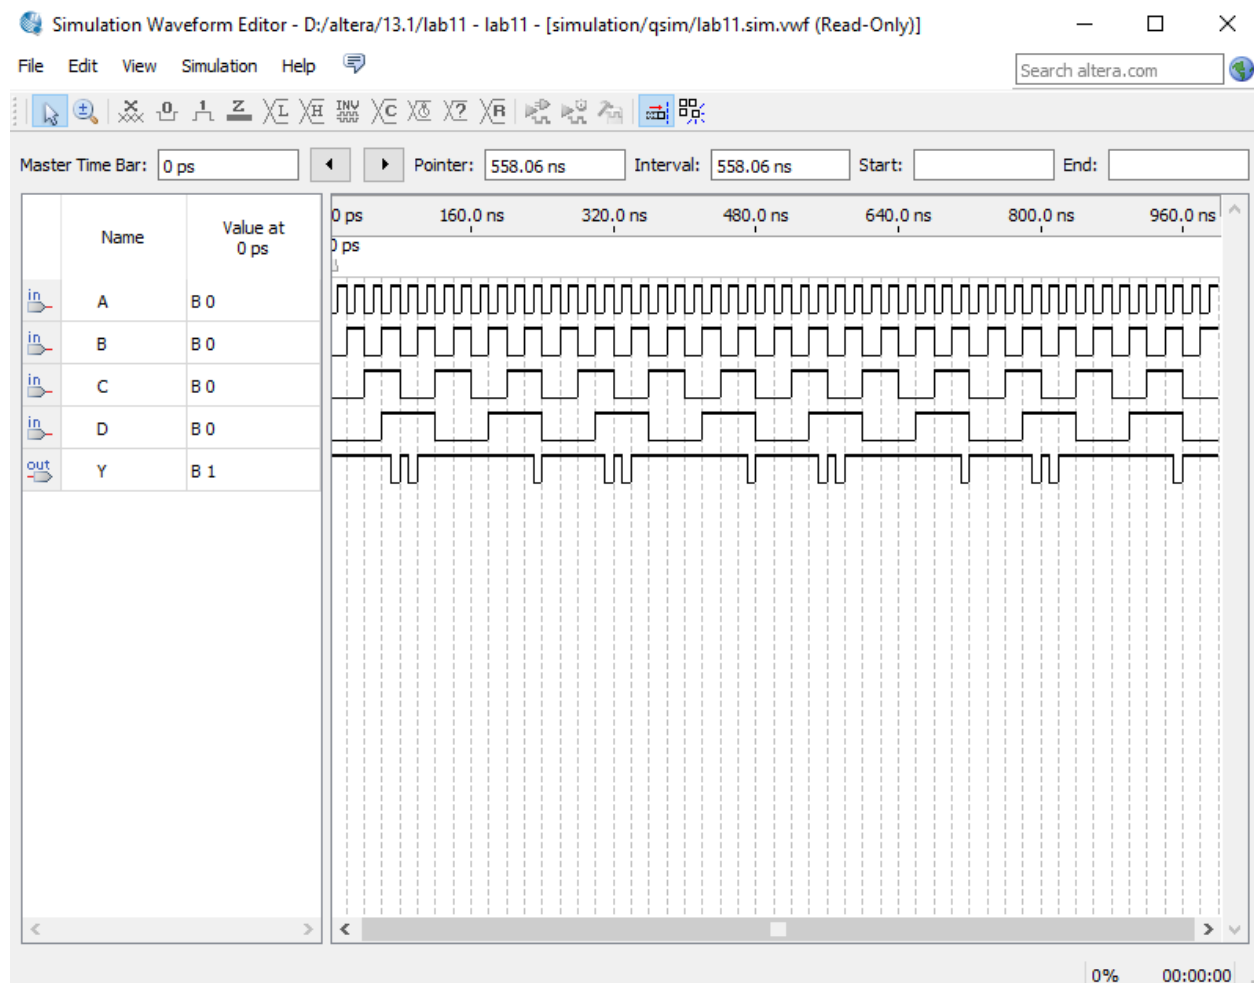 Simulation Waveform Editor - D:/altera/13.1/lab11 - lab11 - [simulation/qsim/lab11.sim.vwf (Read-Only)]
File Edit View Simulation Help
Search altera.com
0 1 Z L H INV C ? R
Master Time Bar: 0 ps Pointer: 558.06 ns Interval: 558.06 ns Start: End:
Name Value at 0 ps
0 ps 160.0 ns 320.0 ns 480.0 ns 640.0 ns 800.0 ns 960.0 ns
0 ps
in A B 0
in B B 0
in C B 0
in D B 0
out Y B 1
0% 00:00:00